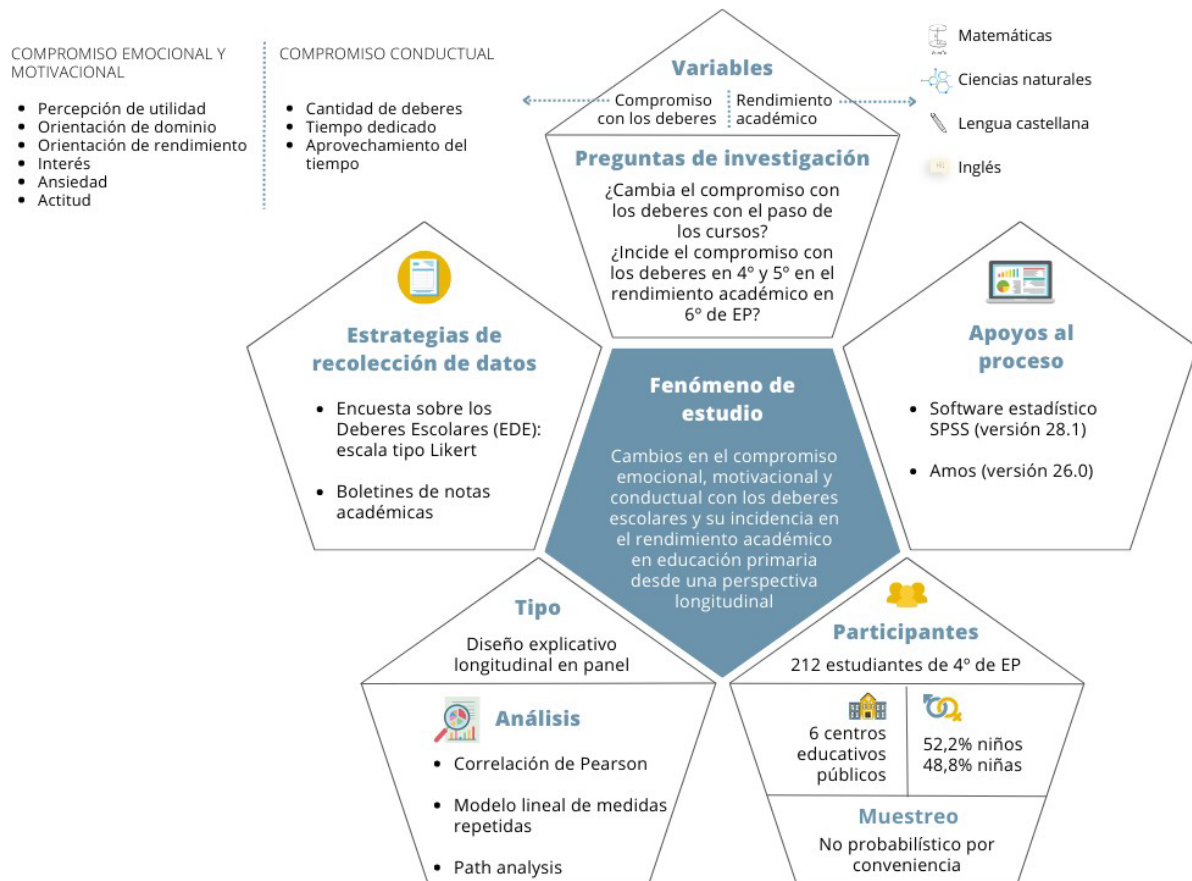 COMPROMISO EMOCIONAL Y
MOTIVACIONAL
• Percepción de utilidad
• Orientación de dominio
• Orientación de rendimiento
• Interés
• Ansiedad
• Actitud
COMPROMISO CONDUCTUAL
• Cantidad de deberes
• Tiempo dedicado
• Aprovechamiento del
tiempo
Variables
Compromiso
con los deberes
Rendimiento
académico
Matemáticas
Ciencias naturales
Lengua castellana
Inglés
Preguntas de investigación
¿Cambia el compromiso con
los deberes con el paso de
los cursos?
¿Incide el compromiso con
los deberes en 4º y 5º en el
rendimiento académico en
6º de EP?
Estrategias de
recolección de datos
• Encuesta sobre los
Deberes Escolares (EDE):
escala tipo Likert
• Boletines de notas
académicas
Fenómeno de
estudio
Cambios en el compromiso
emocional, motivacional y
conductual con los deberes
escolares y su incidencia en
el rendimiento académico
en educación primaria
desde una perspectiva
longitudinal
Apoyos al
proceso
• Software estadístico
SPSS (versión 28.1)
• Amos (versión 26.0)
Tipo
Diseño explicativo
longitudinal en panel
Análisis
• Correlación de Pearson
• Modelo lineal de medidas
repetidas
• Path analysis
Participantes
212 estudiantes de 4º de EP
6 centros
educativos
públicos
52,2% niños
48,8% niñas
Muestreo
No probabilístico por
conveniencia